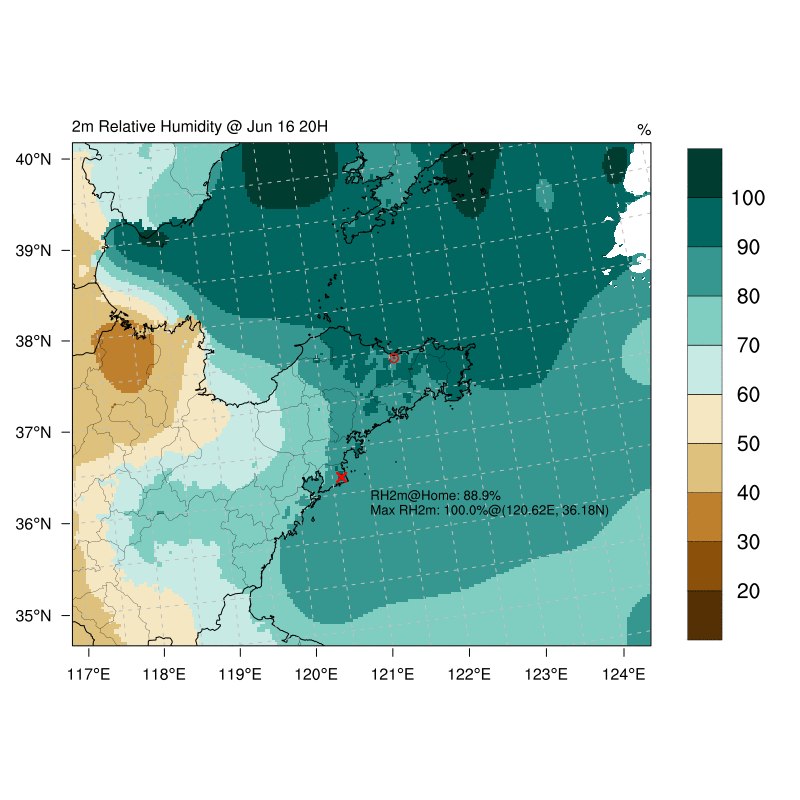 2m Relative Humidity @ Jun 16 20H
%
40°N
39°N
38°N
37°N
36°N
35°N
117°E 118°E 119°E 120°E 121°E 122°E 123°E 124°E
RH2m@Home: 88.9%
Max RH2m: 100.0%@(120.62E, 36.18N)
100
90
80
70
60
50
40
30
20